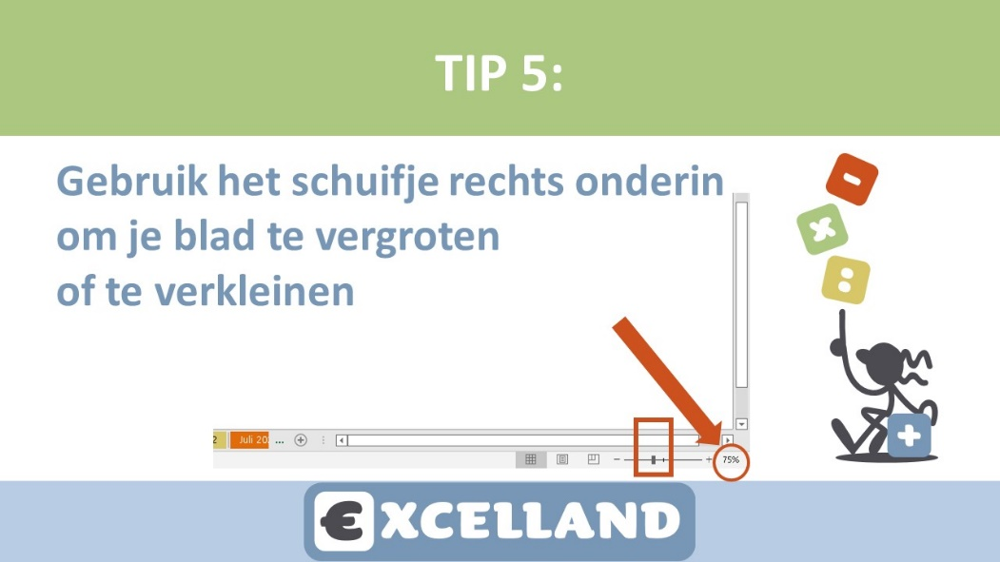 TIP 5:
Gebruik het schuifje rechts onderin
om je blad te vergroten
of te verkleinen
2 Juli 20 ...
75%
€XCELLAND